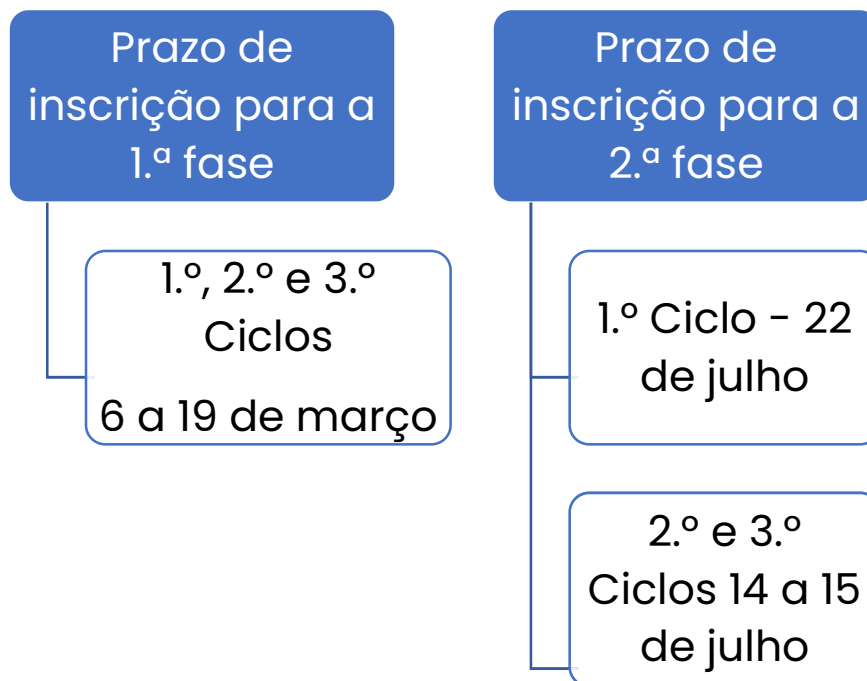 Prazo de
inscrição para a
1.ª fase
1.º, 2.º e 3.º
Ciclos
6 a 19 de março
Prazo de
inscrição para a
2.ª fase
1.º Ciclo - 22
de julho
2.º e 3.º
Ciclos 14 a 15
de julho